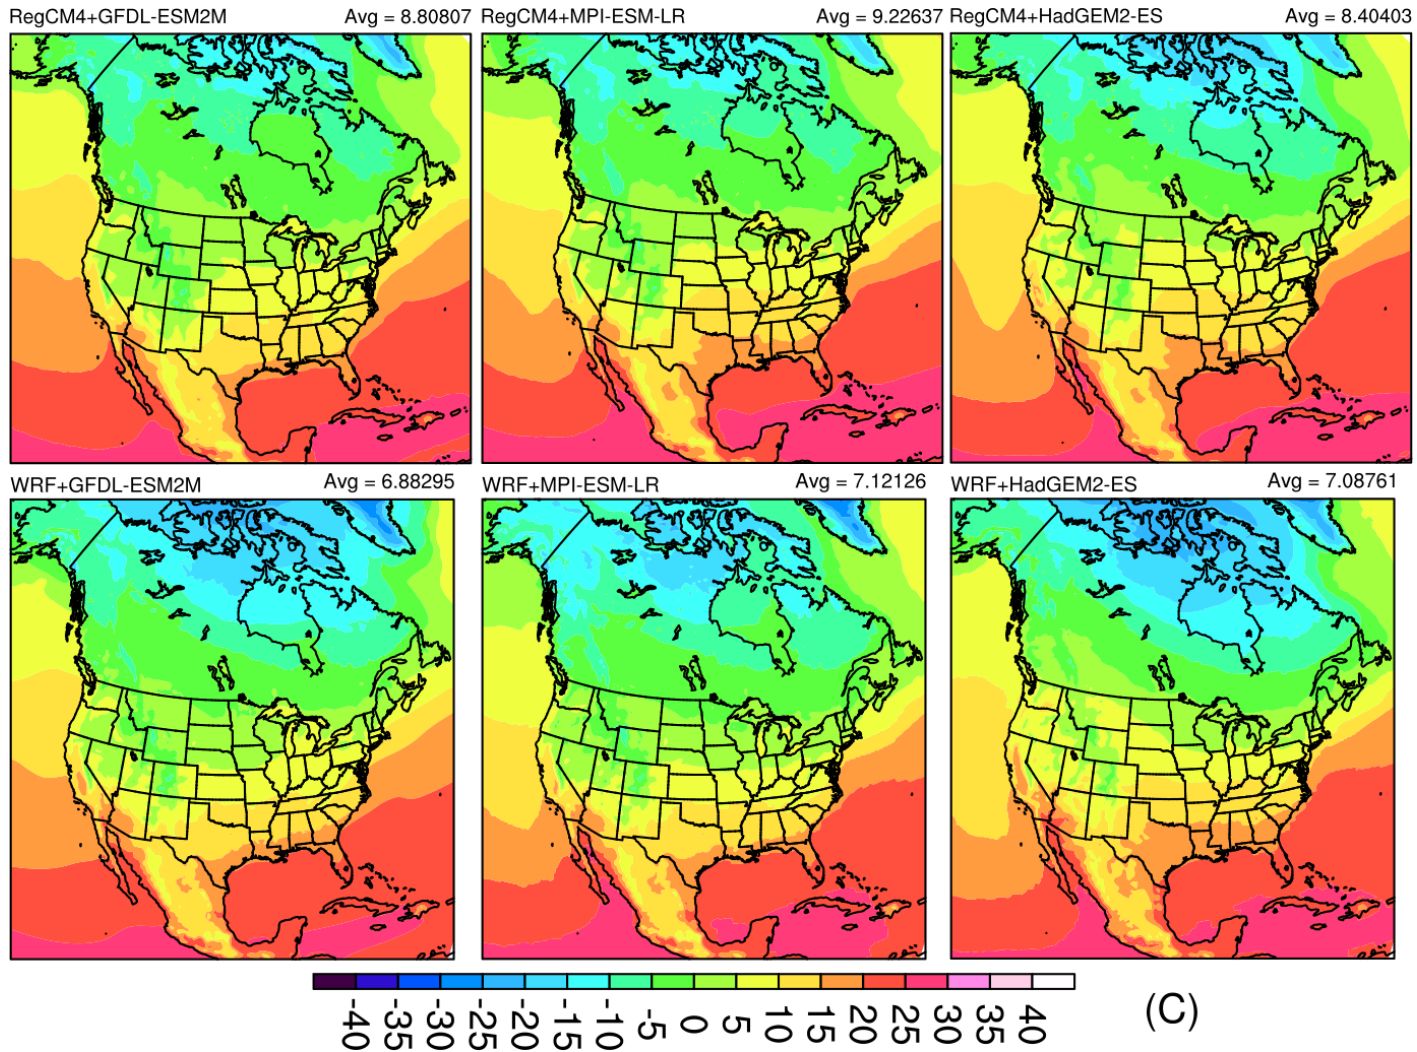 RegCM4+GFDL-ESM2M Avg = 8.80807
RegCM4+MPI-ESM-LR Avg = 9.22637
RegCM4+HadGEM2-ES Avg = 8.40403
WRF+GFDL-ESM2M Avg = 6.88295
WRF+MPI-ESM-LR Avg = 7.12126
WRF+HadGEM2-ES Avg = 7.08761
-40 -35 -30 -25 -20 -15 -10 -5 0 5 10 15 20 25 30 35 40
(C)